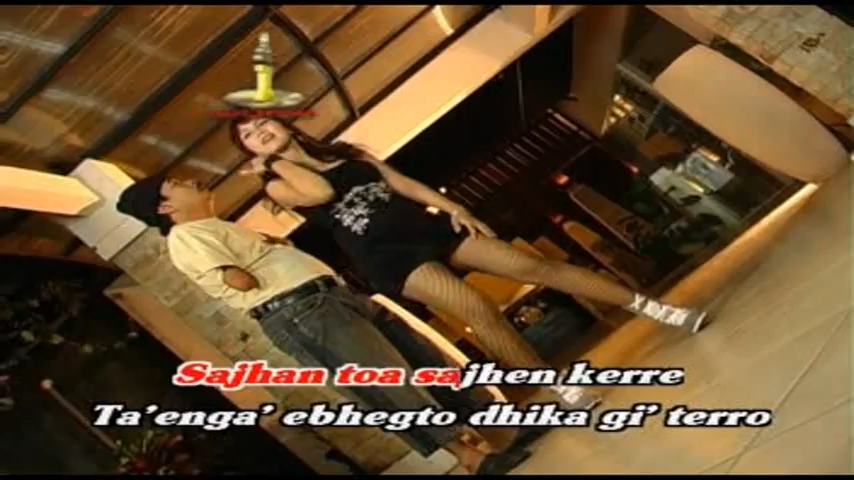 Sajhan toa sajhen kerre
Ta'enga' ebhegto dhika gi' terro